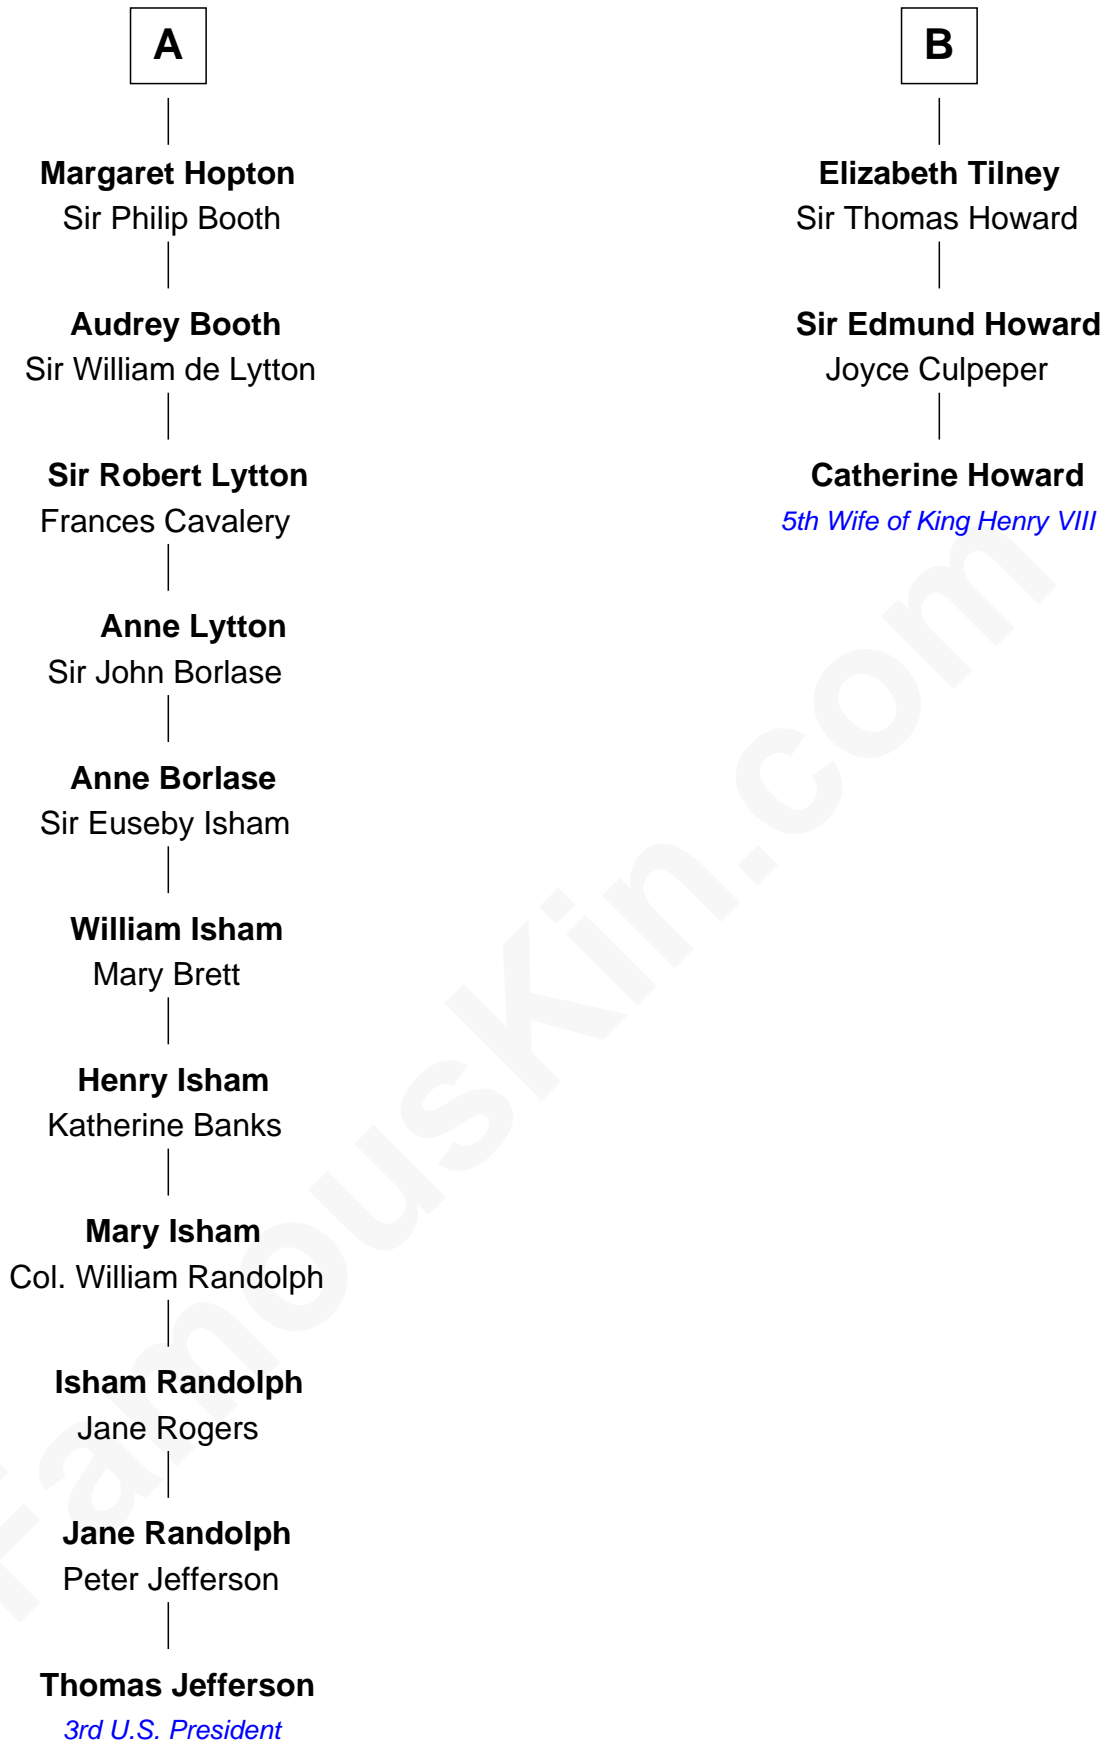 A
Margaret Hopton
Sir Philip Booth
Audrey Booth
Sir William de Lytton
Sir Robert Lytton
Frances Cavalery
Anne Lytton
Sir John Borlase
Anne Borlase
Sir Euseby Isham
William Isham
Mary Brett
Henry Isham
Katherine Banks
Mary Isham
Col. William Randolph
Isham Randolph
Jane Rogers
Jane Randolph
Peter Jefferson
Thomas Jefferson
3rd U.S. President
B
Elizabeth Tilney
Sir Thomas Howard
Sir Edmund Howard
Joyce Culpeper
Catherine Howard
5th Wife of King Henry VIII
FamousKin.com